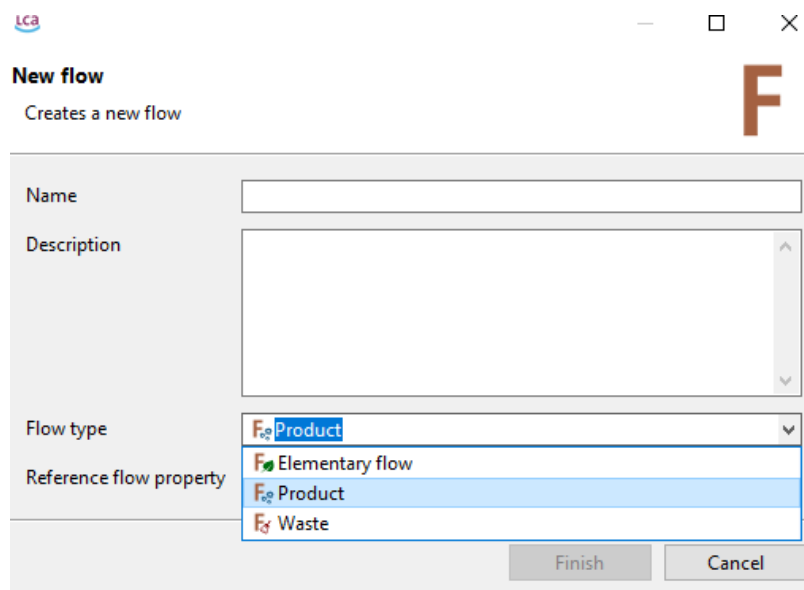 LCA
New flow
Creates a new flow
F
Name
Description
Flow type
Product
Elementary flow
Product
Waste
Reference flow property
Finish
Cancel